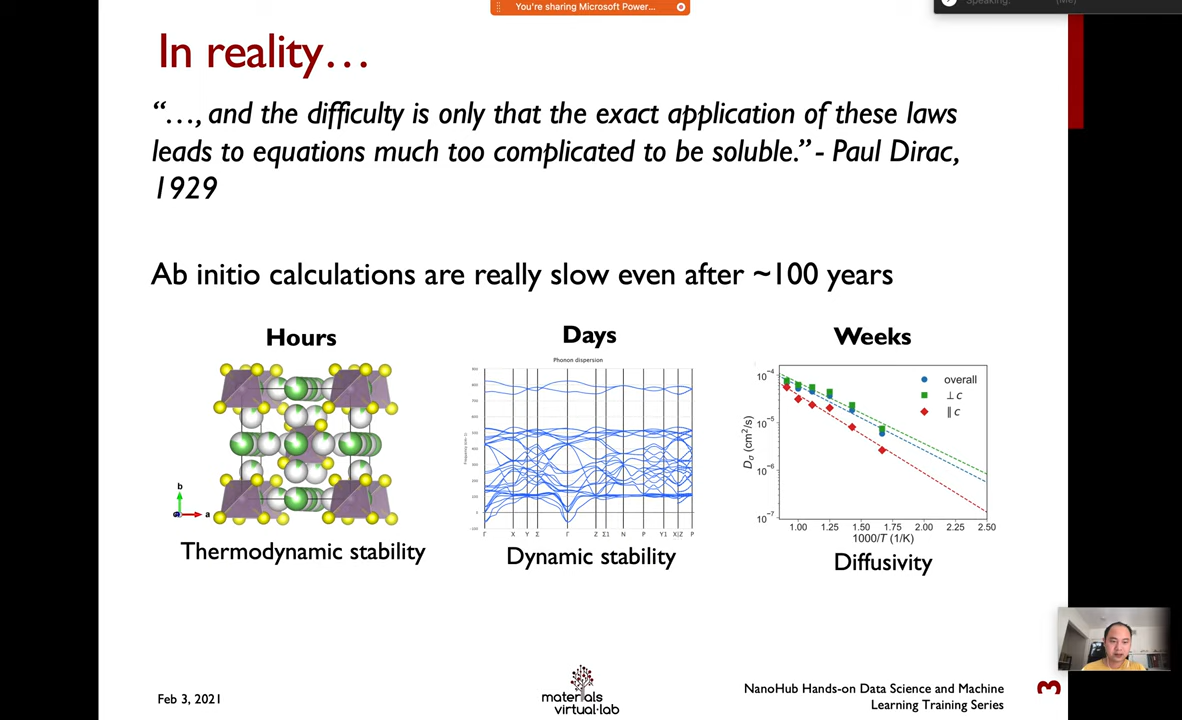 You're sharing Microsoft Power...
Speaking:
In reality…
“…, and the difficulty is only that the exact application of these laws
leads to equations much too complicated to be soluble.” - Paul Dirac,
1929
Ab initio calculations are really slow even after ~100 years
Hours
Days
Weeks
Phonon dispersion
b
a
Γ X Y Σ Γ Z Σ1 N P Y1 X|Z P
overall
⊥ c
∥ c
10⁻⁴
10⁻⁵
10⁻⁶
10⁻⁷
Dσ (cm²/s)
1.00 1.25 1.50 1.75 2.00 2.25 2.50
1000/T (1/K)
Thermodynamic stability
Dynamic stability
Diffusivity
Feb 3, 2021
materials
virtual·lab
NanoHub Hands-on Data Science and Machine
Learning Training Series
3